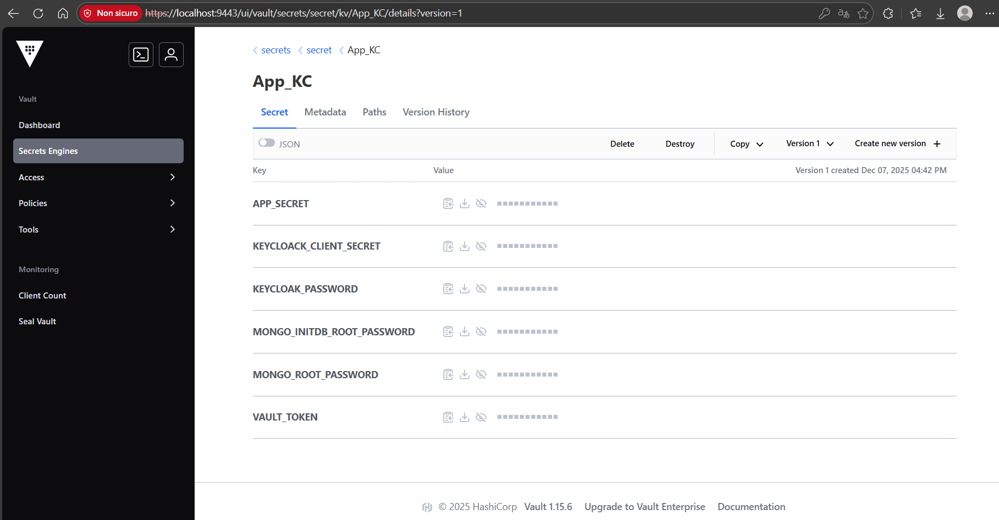 Non sicuro https://localhost:9443/ui/vault/secrets/secret/kv/App_KC/details?version=1
Vault
Dashboard
Secrets Engines
Access
Policies
Tools
Monitoring
Client Count
Seal Vault
secrets secret App_KC
App_KC
Secret Metadata Paths Version History
JSON Delete Destroy Copy Version 1 Create new version
Key Value Version 1 created Dec 07, 2025 04:42 PM
APP_SECRET
KEYCLOACK_CLIENT_SECRET
KEYCLOAK_PASSWORD
MONGO_INITDB_ROOT_PASSWORD
MONGO_ROOT_PASSWORD
VAULT_TOKEN
© 2025 HashiCorp Vault 1.15.6 Upgrade to Vault Enterprise Documentation